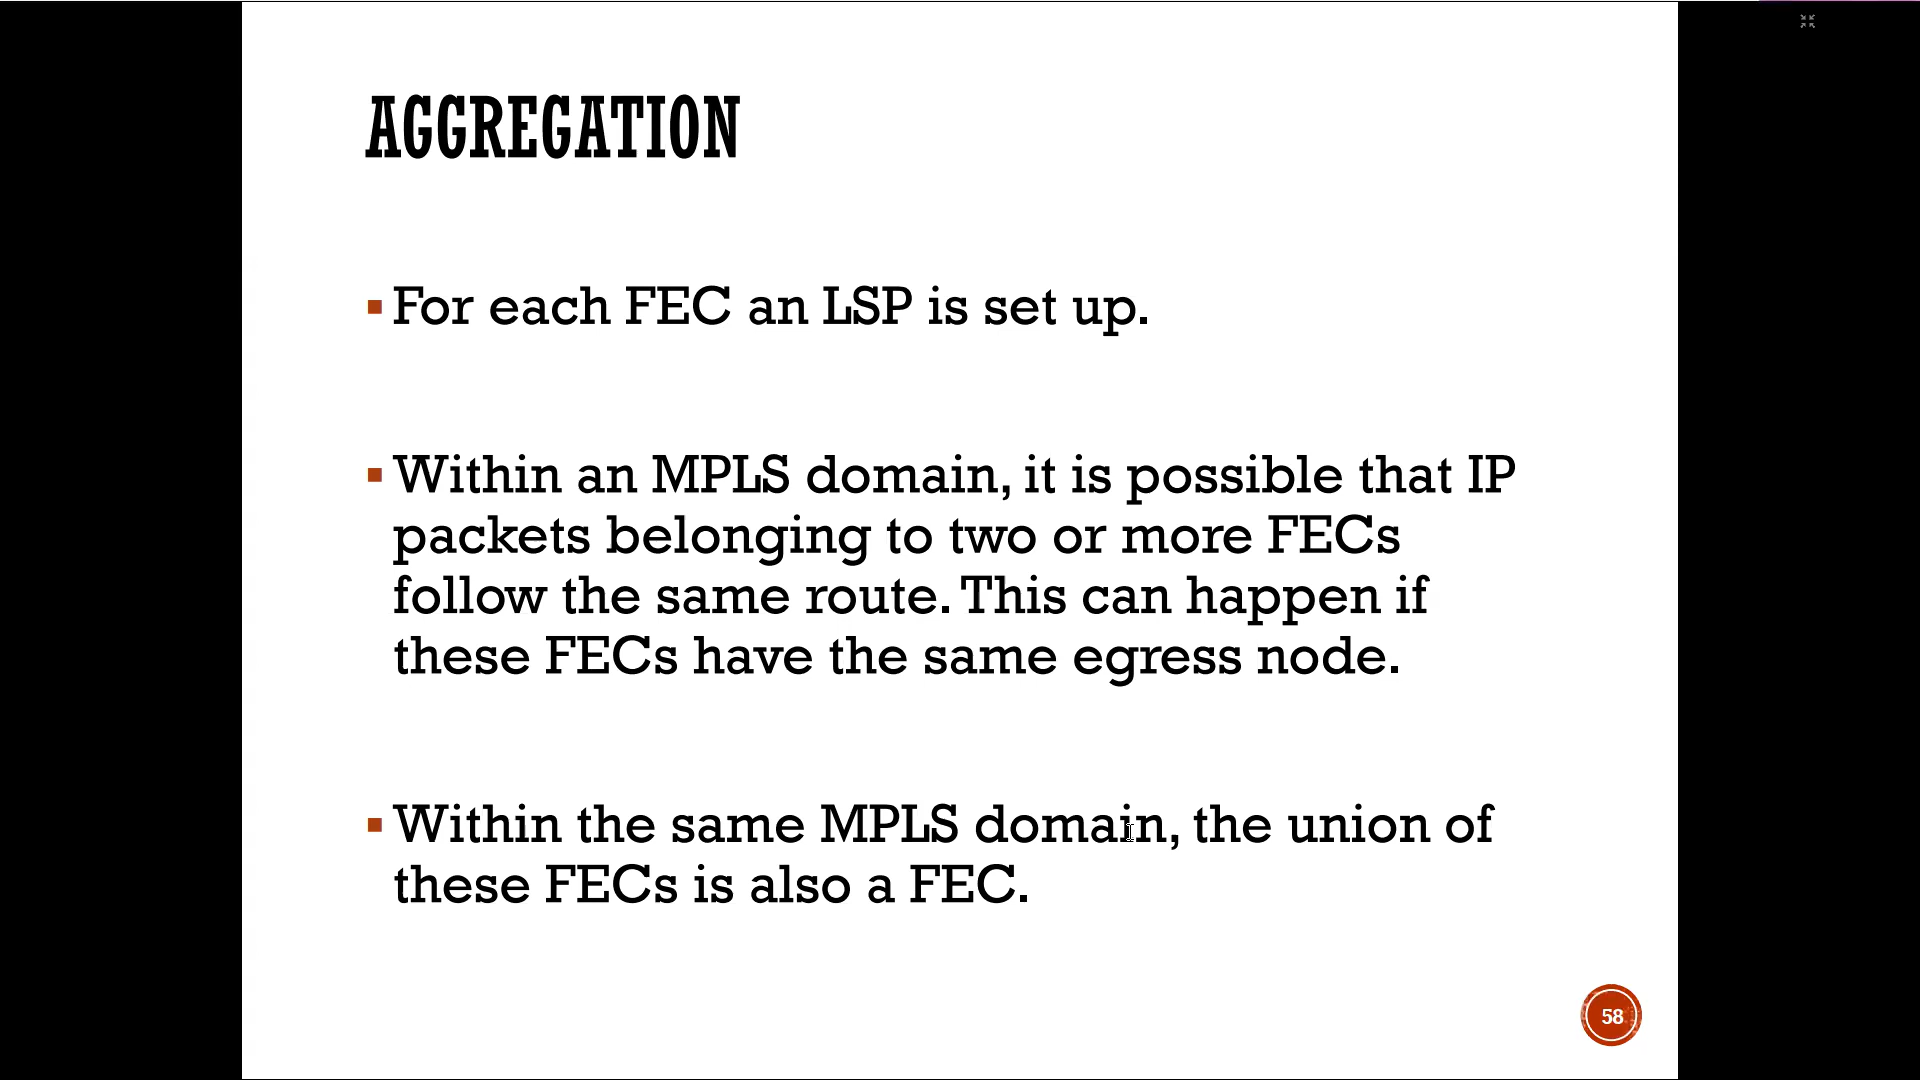 AGGREGATION
▪ For each FEC an LSP is set up.
▪ Within an MPLS domain, it is possible that IP
packets belonging to two or more FECs
follow the same route. This can happen if
these FECs have the same egress node.
▪ Within the same MPLS domain, the union of
these FECs is also a FEC.
58